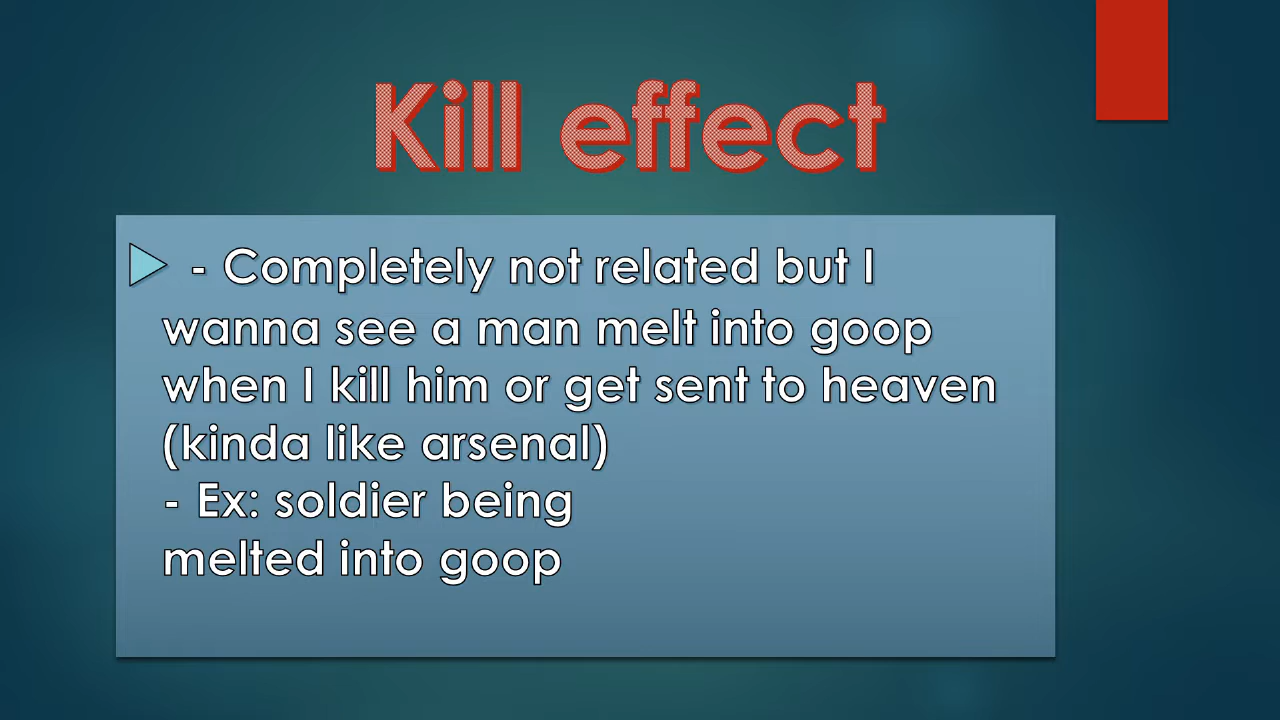 Kill effect
- Completely not related but I
wanna see a man melt into goop
when I kill him or get sent to heaven
(kinda like arsenal)
- Ex: soldier being
melted into goop